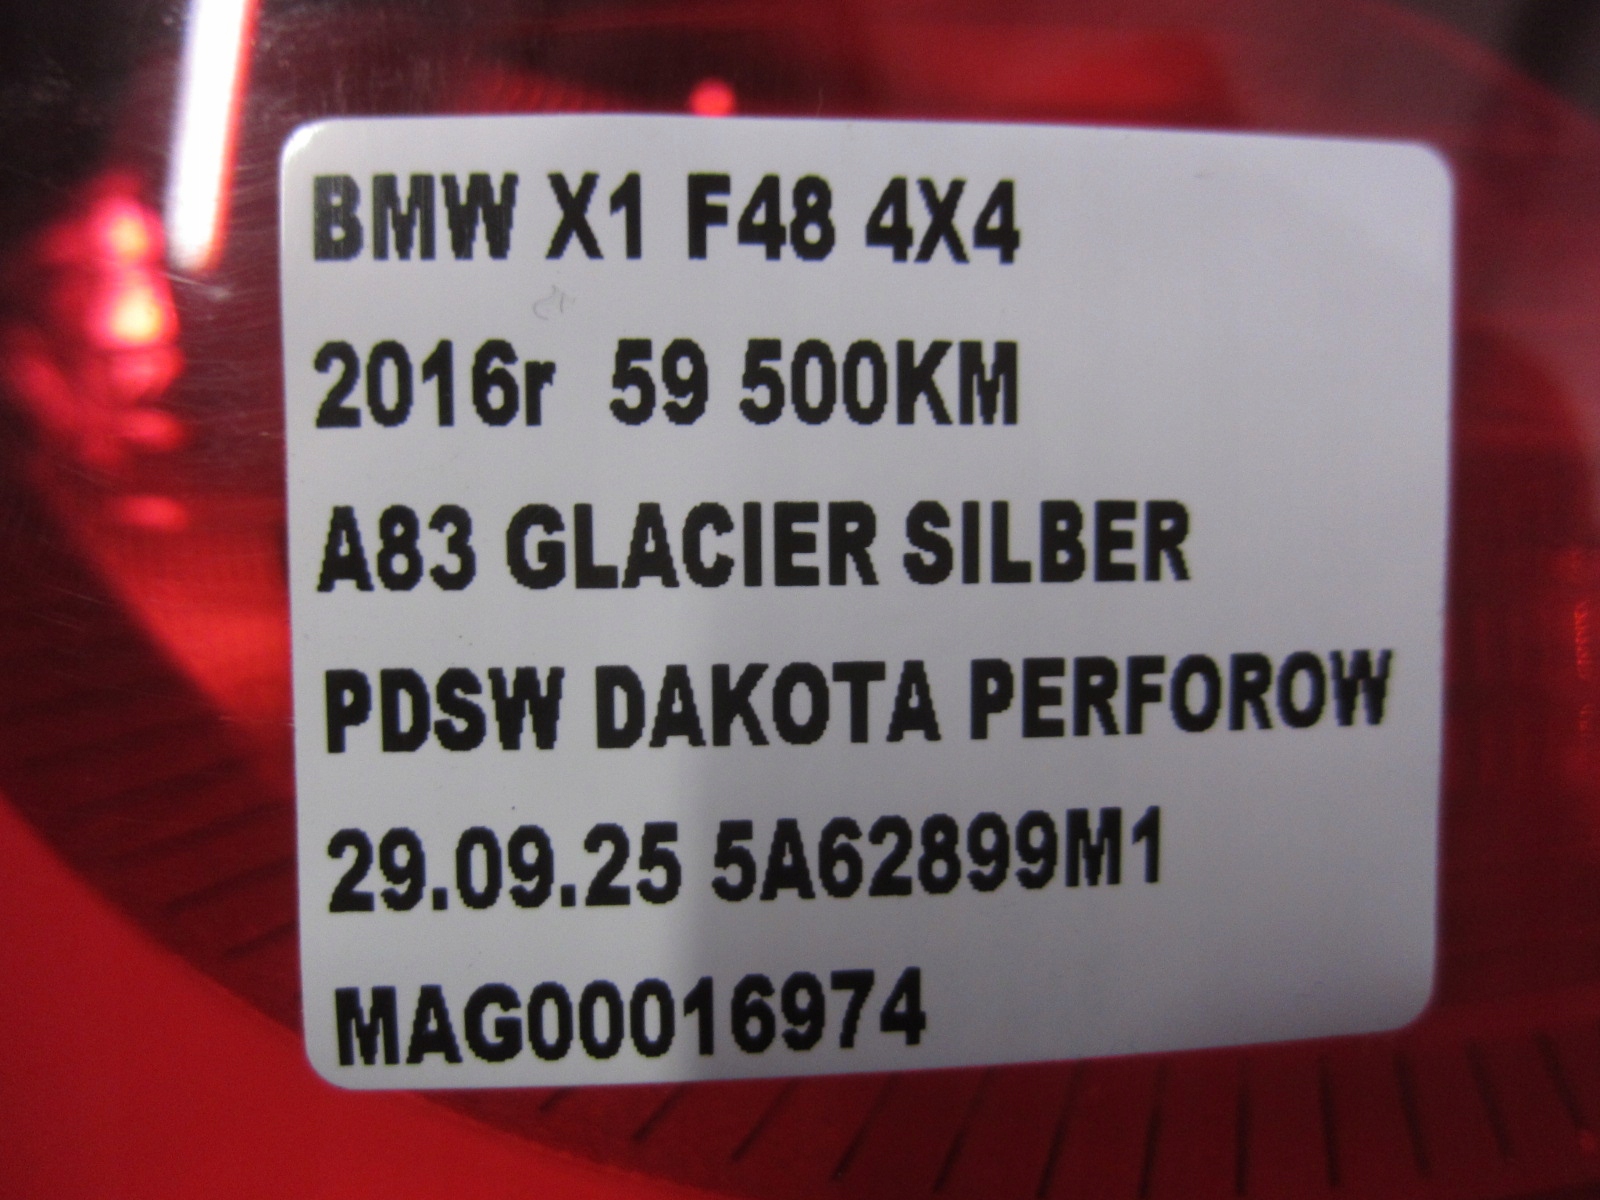 BMW X1 F48 4X4
2016r 59 500KM
A83 GLACIER SILBER
PDSW DAKOTA PERFOROW
29.09.25 5A62899M1
MAG00016974